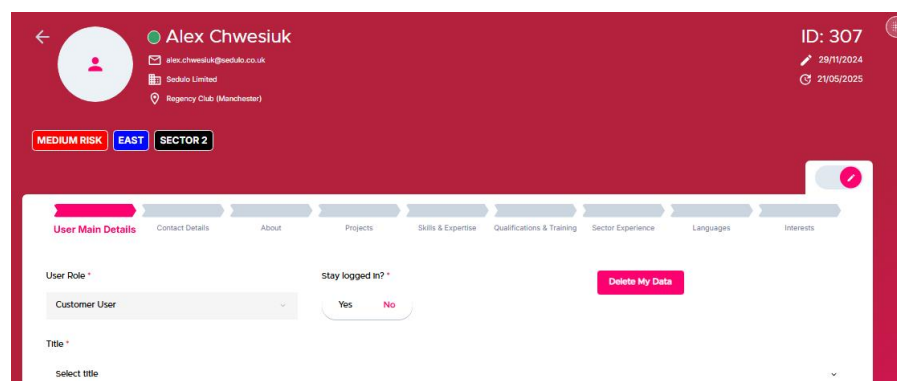 Alex Chwesiuk
alex.chwesiuk@sedulo.co.uk
Sedulo Limited
Regency Club (Manchester)
ID: 307
29/11/2024
21/05/2025
MEDIUM RISK EAST SECTOR 2
User Main Details Contact Details About Projects Skills & Expertise Qualifications & Training Sector Experience Languages Interests
User Role * Stay logged in? *
Delete My Data
Customer User Yes No
Title *
Select title